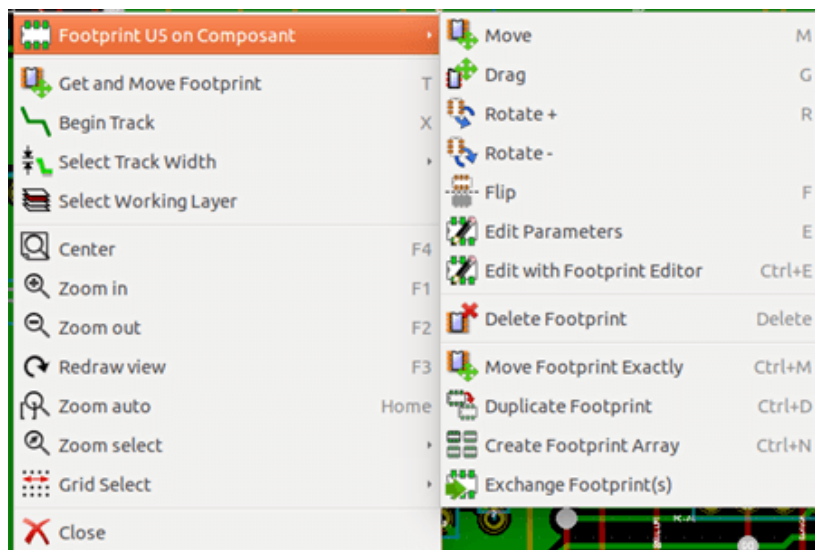 Footprint U5 on Composant
Get and Move Footprint T
Begin Track X
Select Track Width
Select Working Layer
Center F4
Zoom in F1
Zoom out F2
Redraw view F3
Zoom auto Home
Zoom select
Grid Select
Close
Move M
Drag G
Rotate + R
Rotate -
Flip F
Edit Parameters E
Edit with Footprint Editor Ctrl+E
Delete Footprint Delete
Move Footprint Exactly Ctrl+M
Duplicate Footprint Ctrl+D
Create Footprint Array Ctrl+N
Exchange Footprint(s)